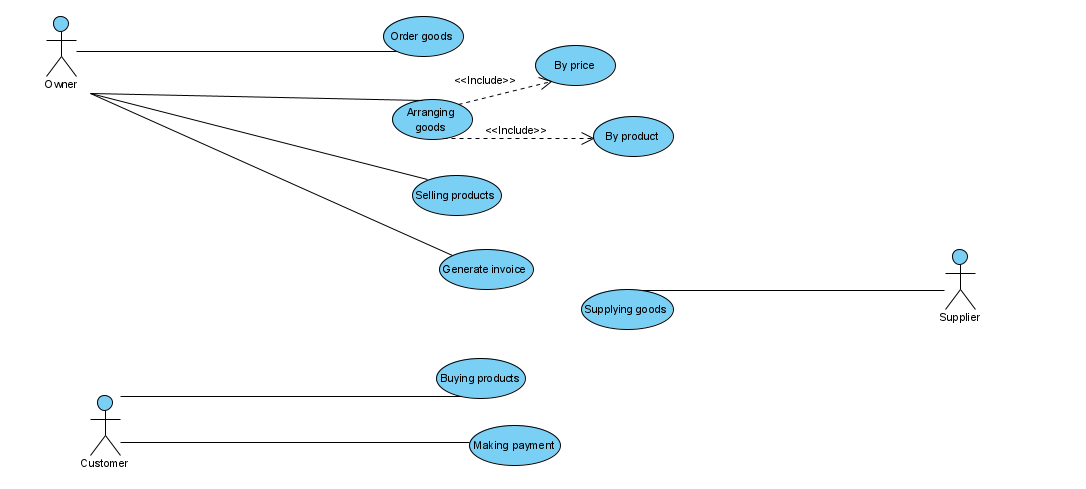 Order goods
By price
<<Include>>
Owner
Arranging
goods
<<Include>>
By product
Selling products
Generate invoice
Supplying goods
Supplier
Buying products
Making payment
Customer